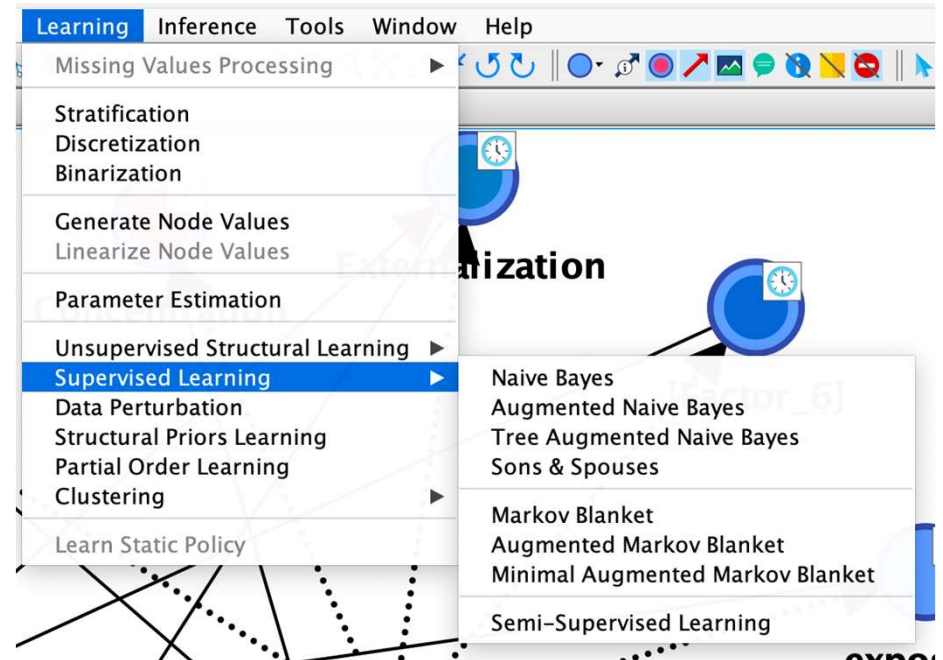 Learning Inference Tools Window Help
Missing Values Processing
Stratification
Discretization
Binarization
Generate Node Values
Linearize Node Values
Parameter Estimation
Unsupervised Structural Learning
Supervised Learning
Data Perturbation
Structural Priors Learning
Partial Order Learning
Clustering
Learn Static Policy
Naive Bayes
Augmented Naive Bayes
Tree Augmented Naive Bayes
Sons & Spouses
Markov Blanket
Augmented Markov Blanket
Minimal Augmented Markov Blanket
Semi-Supervised Learning
Externalization
Concentration
[Factor_6]